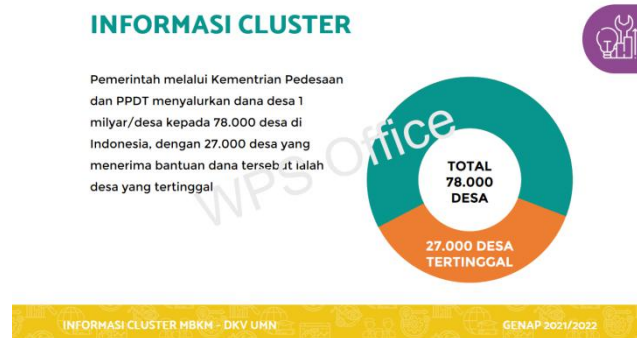 INFORMASI CLUSTER
Pemerintah melalui Kementrian Pedesaan
dan PPDT menyalurkan dana desa 1
milyar/desa kepada 78.000 desa di
Indonesia, dengan 27.000 desa yang
menerima bantuan dana tersebut ialah
desa yang tertinggal
WPS Office
TOTAL
78.000
DESA
27.000 DESA
TERTINGGAL
INFORMASI CLUSTER MBKM - DKV UMN
GENAP 2021/2022